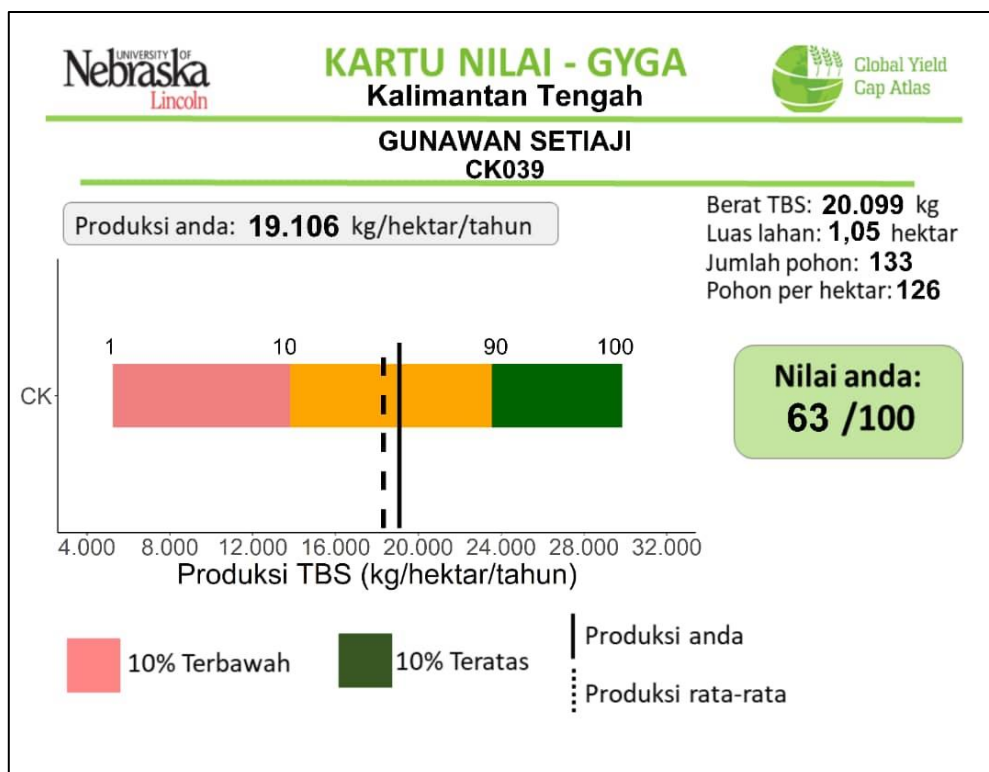 UNIVERSITY OF
Nebraska
Lincoln
KARTU NILAI - GYGA
Kalimantan Tengah
Global Yield
Gap Atlas
GUNAWAN SETIAJI
CK039
Produksi anda: 19.106 kg/hektar/tahun
Berat TBS: 20.099 kg
Luas lahan: 1,05 hektar
Jumlah pohon: 133
Pohon per hektar: 126
1 10 90 100
CK
Nilai anda:
63 /100
4.000 8.000 12.000 16.000 20.000 24.000 28.000 32.000
Produksi TBS (kg/hektar/tahun)
10% Terbawah
10% Teratas
Produksi anda
Produksi rata-rata